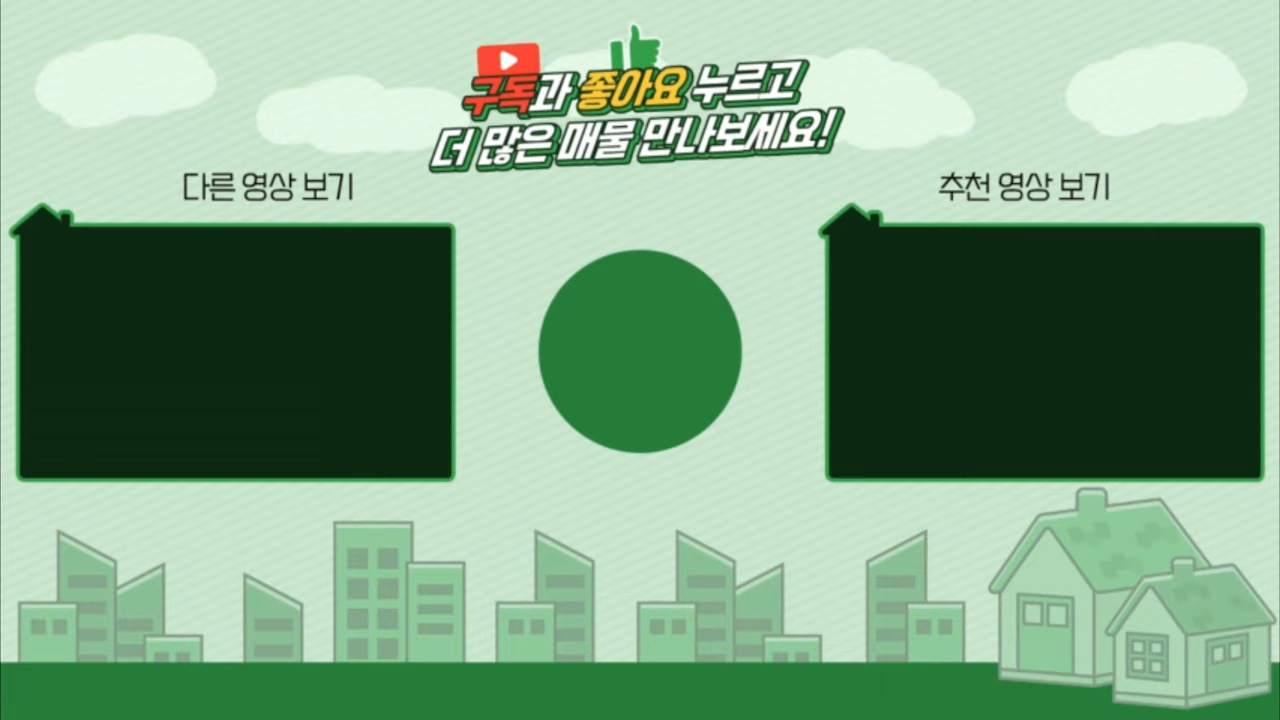 구독과 좋아요 누르고
더 많은 매물 만나보세요!
다른 영상 보기
추천 영상 보기